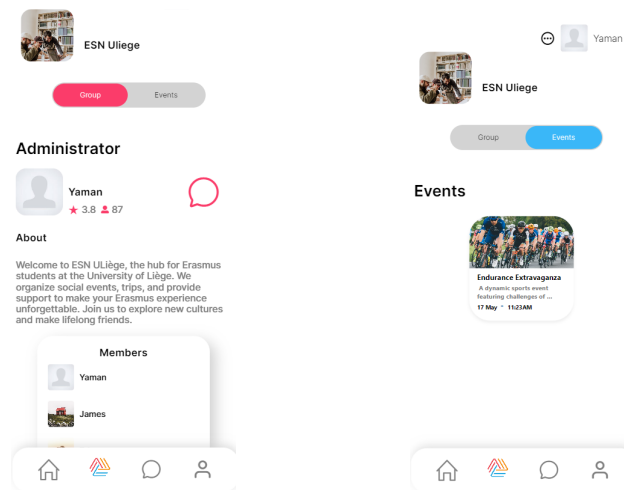 ESN Uliege
Group
Events
Administrator
Yaman
3.8 87
About
Welcome to ESN ULiège, the hub for Erasmus
students at the University of Liège. We
organize social events, trips, and provide
support to make your Erasmus experience
unforgettable. Join us to explore new cultures
and make lifelong friends.
Members
Yaman
James
Yaman
ESN Uliege
Group
Events
Events
Endurance Extravaganza
A dynamic sports event
featuring challenges of ...
17 May * 11:23AM